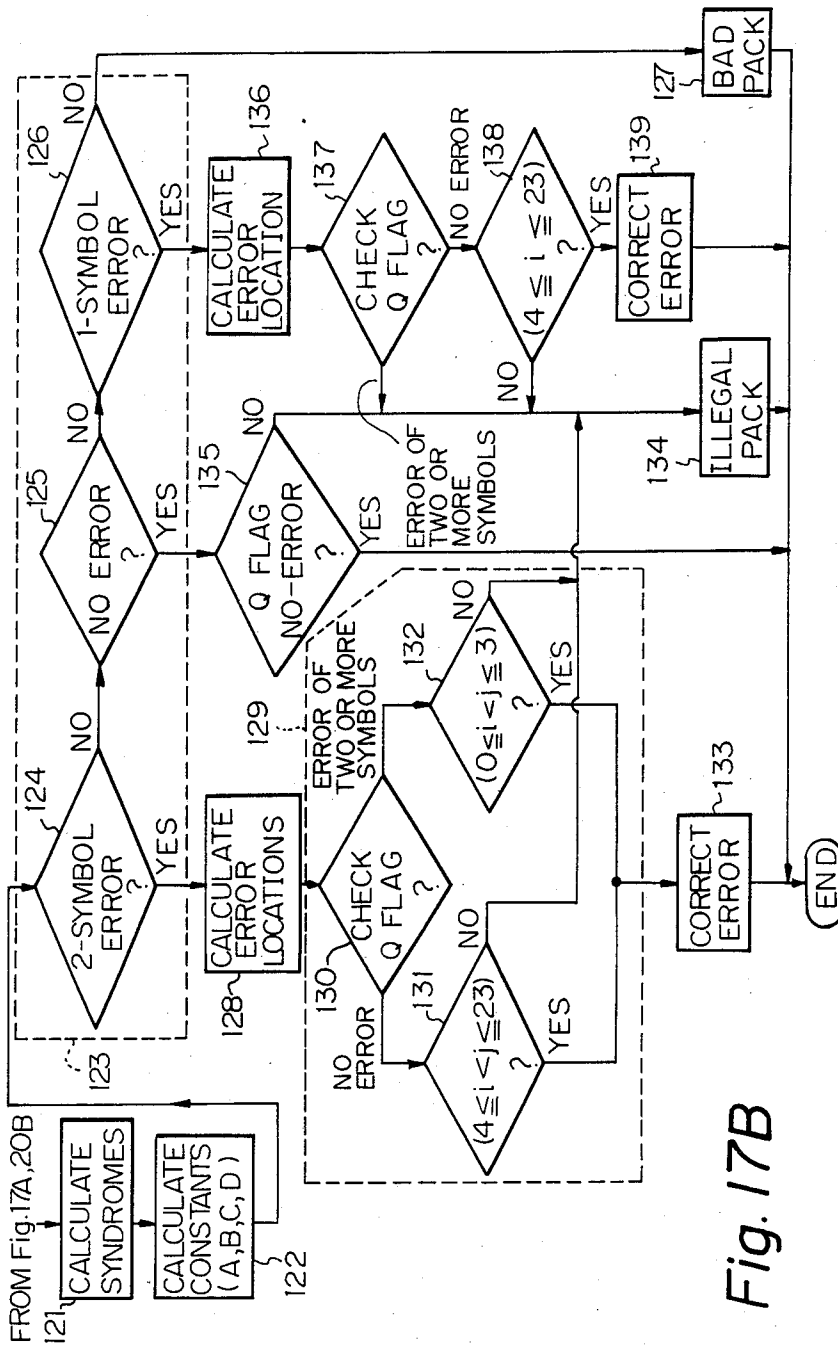 FROM Fig.17A,20B
121
CALCULATE
SYNDROMES
CALCULATE
CONSTANTS
(A,B,C,D)
122
123
124
2-SYMBOL
ERROR
?
NO
YES
125
NO ERROR
?
NO
YES
126
1-SYMBOL
ERROR
?
NO
YES
CALCULATE
ERROR
LOCATIONS
128
129
ERROR OF
TWO OR MORE
SYMBOLS
130
CHECK
Q FLAG
?
NO
ERROR
131
(4≦i<j≦23)
?
NO
YES
132
(0≦i<j≦3)
?
NO
YES
133
CORRECT
ERROR
135
Q FLAG
NO-ERROR
?
NO
YES
ERROR OF
TWO OR
MORE
SYMBOLS
136
CALCULATE
ERROR
LOCATION
137
CHECK
Q FLAG
?
NO ERROR
138
(4≦i≦23)
?
NO
YES
139
CORRECT
ERROR
134
ILLEGAL
PACK
127
BAD
PACK
END
Fig. 17B